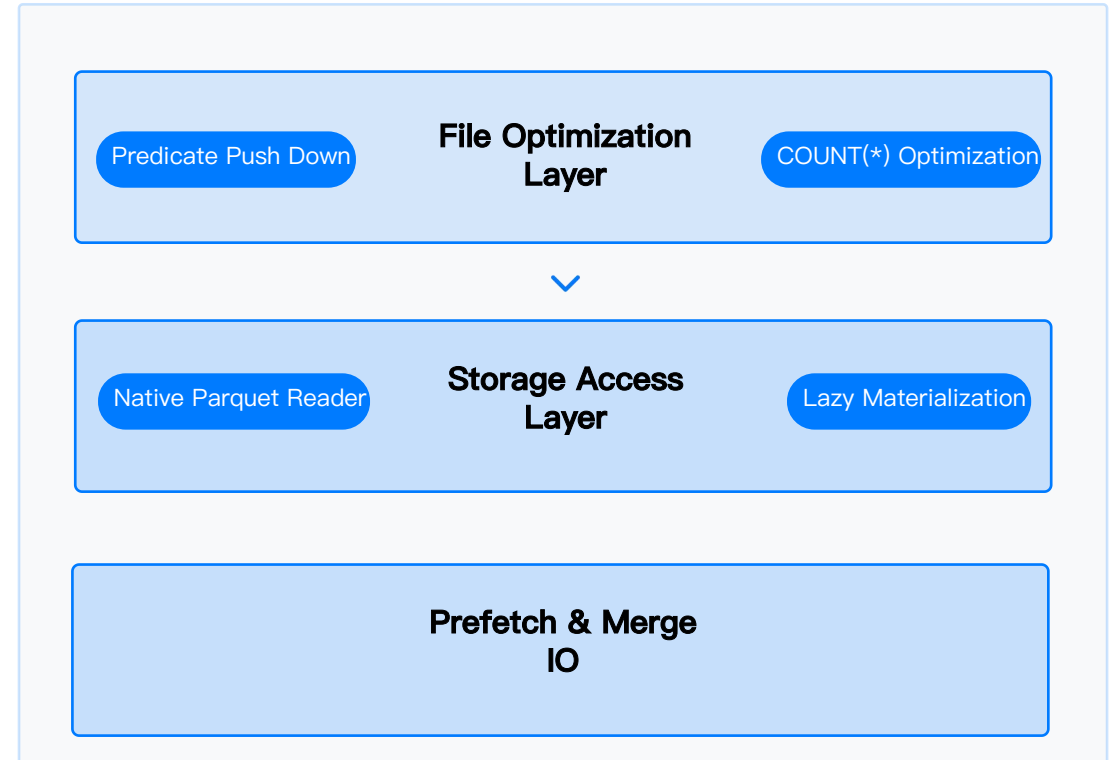 File Optimization
Layer
Predicate Push Down
COUNT(*) Optimization
Storage Access
Layer
Native Parquet Reader
Lazy Materialization
Prefetch & Merge
IO